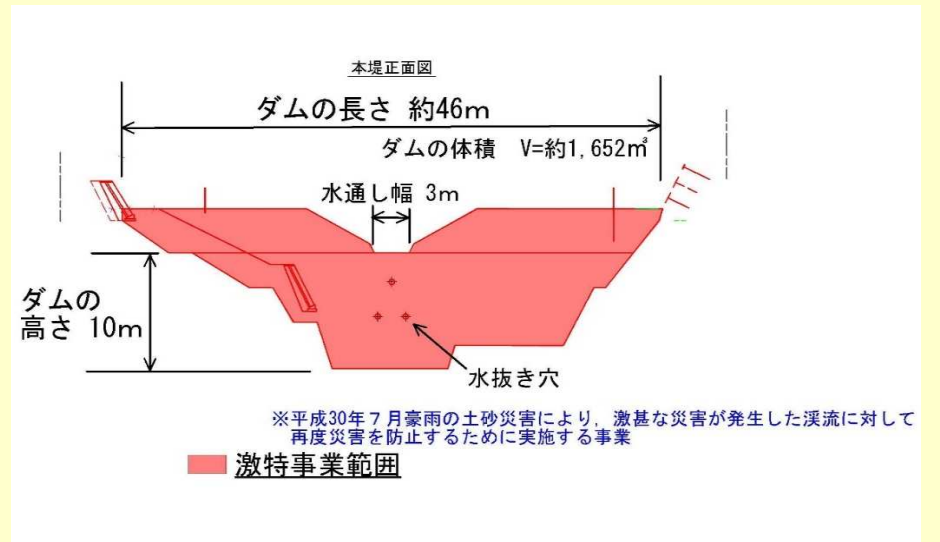 本堤正面図
ダムの長さ 約46m
ダムの体積 V=約1,652㎥
水通し幅 3m
ダムの
高さ 10m
水抜き穴
※平成30年7月豪雨の土砂災害により，激甚な災害が発生した渓流に対して
再度災害を防止するために実施する事業
激特事業範囲